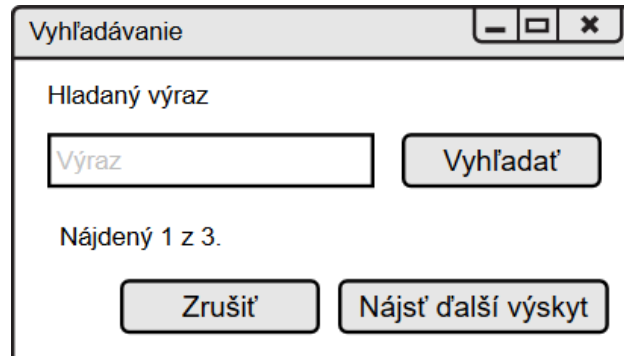 Vyhľadávanie
Hladaný výraz
Výraz
Vyhľadať
Nájdený 1 z 3.
Zrušiť
Nájsť ďalší výskyt